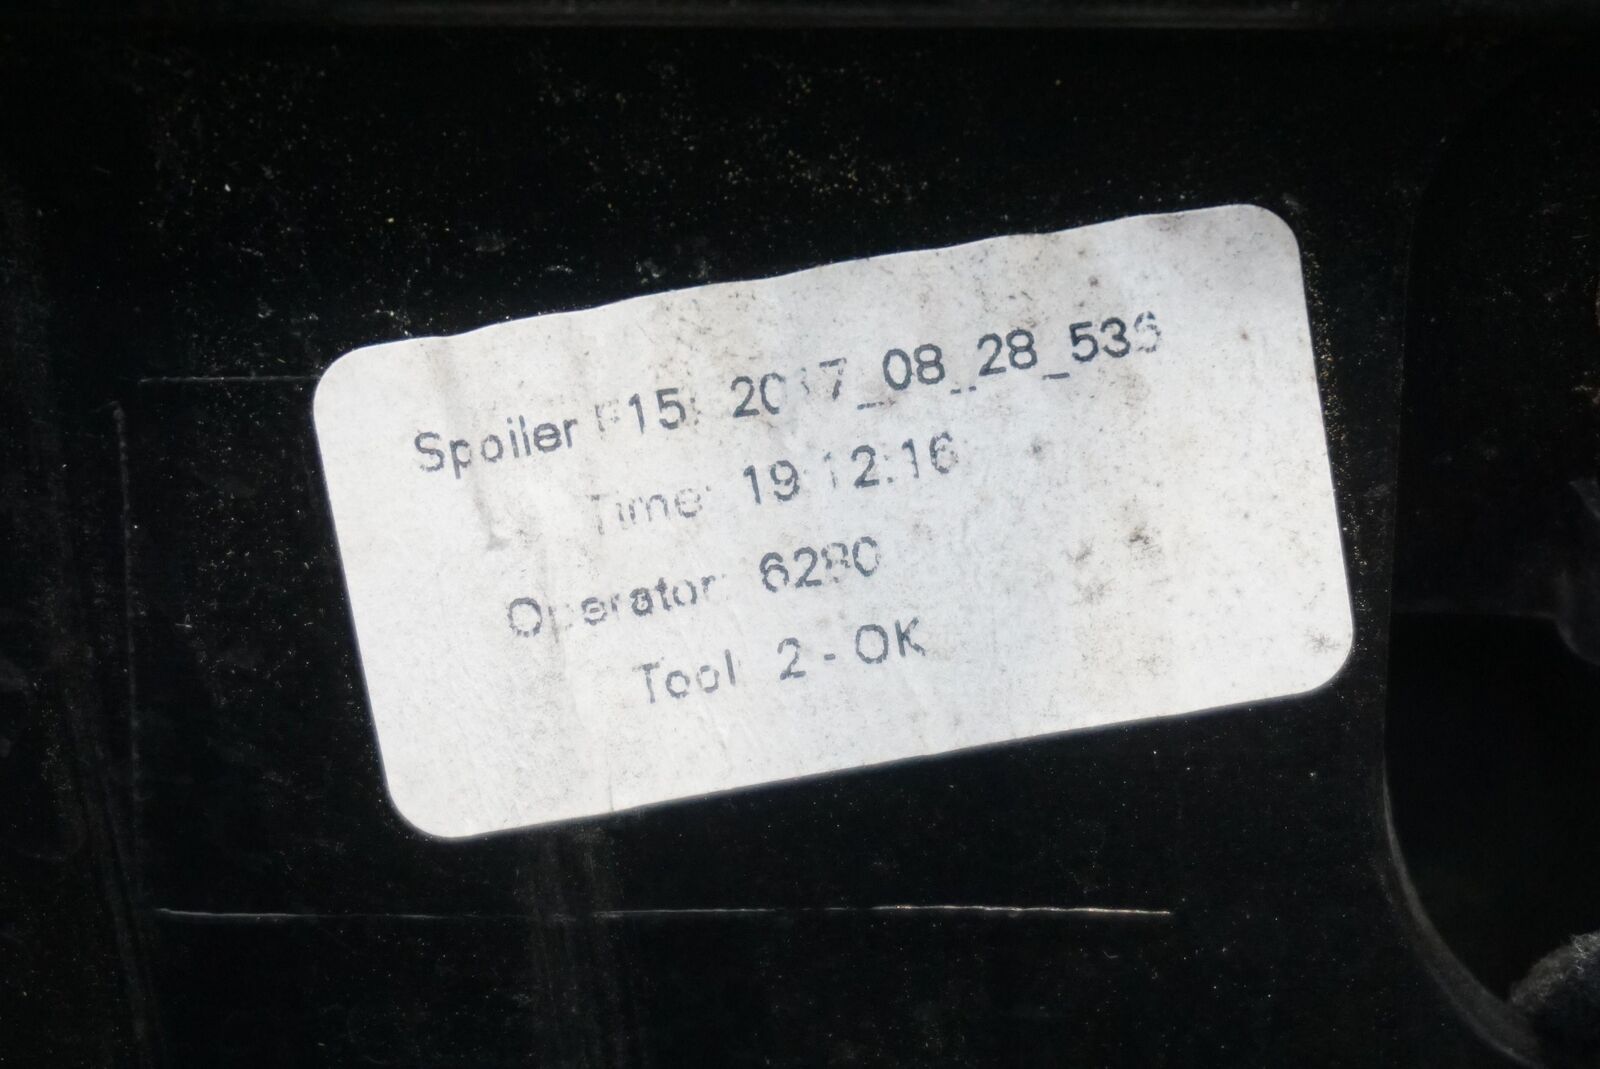 Spoiler F15: 2017_08_28_536
Time: 19:12:16
Operator: 6280
Tool: 2 - OK